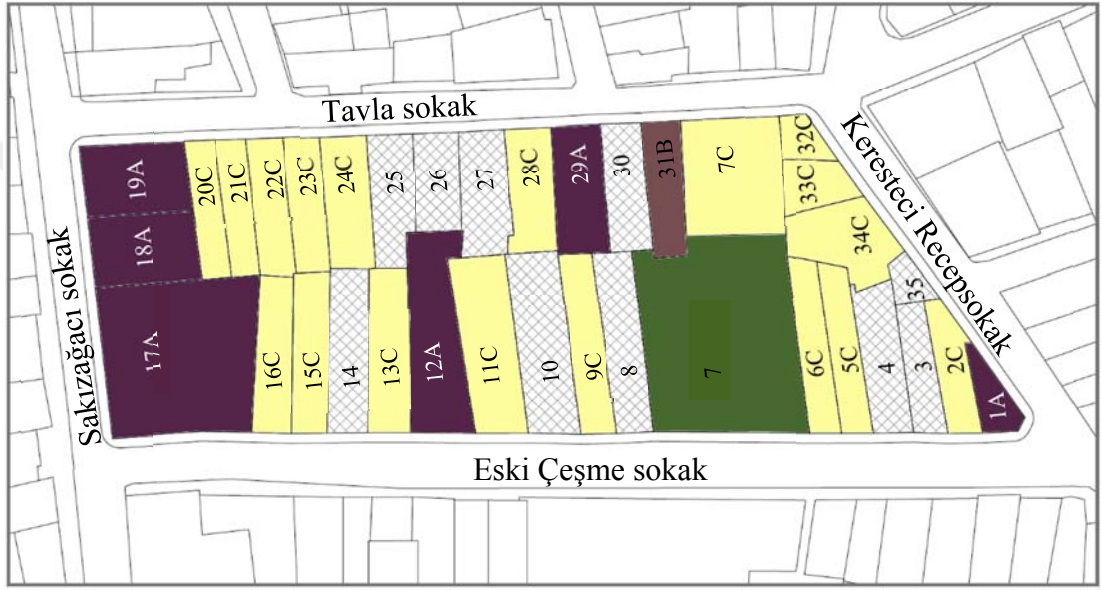 Tavla sokak
Keresteci Recepsokak
Sakızağacı sokak
Eski Çeşme sokak
19A
20C
21C
22C
23C
24C
25
26
27
28C
29A
30
31B
7C
32C
33C
34C
35
18A
17A
16C
15C
14
13C
12A
11C
10
9C
8
7
6C
5C
4
3
2C
1A